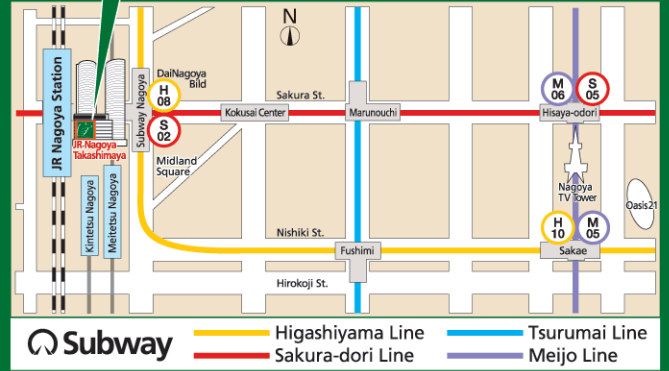 N
JR Nagoya Station
DaiNagoya
Bild
Subway Nagoya
H
08
S
02
Sakura St.
Kokusai Center
Marunouchi
M
06
S
05
Hisaya-odori
JR Nagoya
Takashimaya
Midland
Square
Kintetsu Nagoya
Meitetsu Nagoya
Nagoya
TV Tower
Oasis21
Nishiki St.
Fushimi
H
10
M
05
Sakae
Hirokoji St.
Subway
Higashiyama Line
Tsurumai Line
Sakura-dori Line
Meijo Line